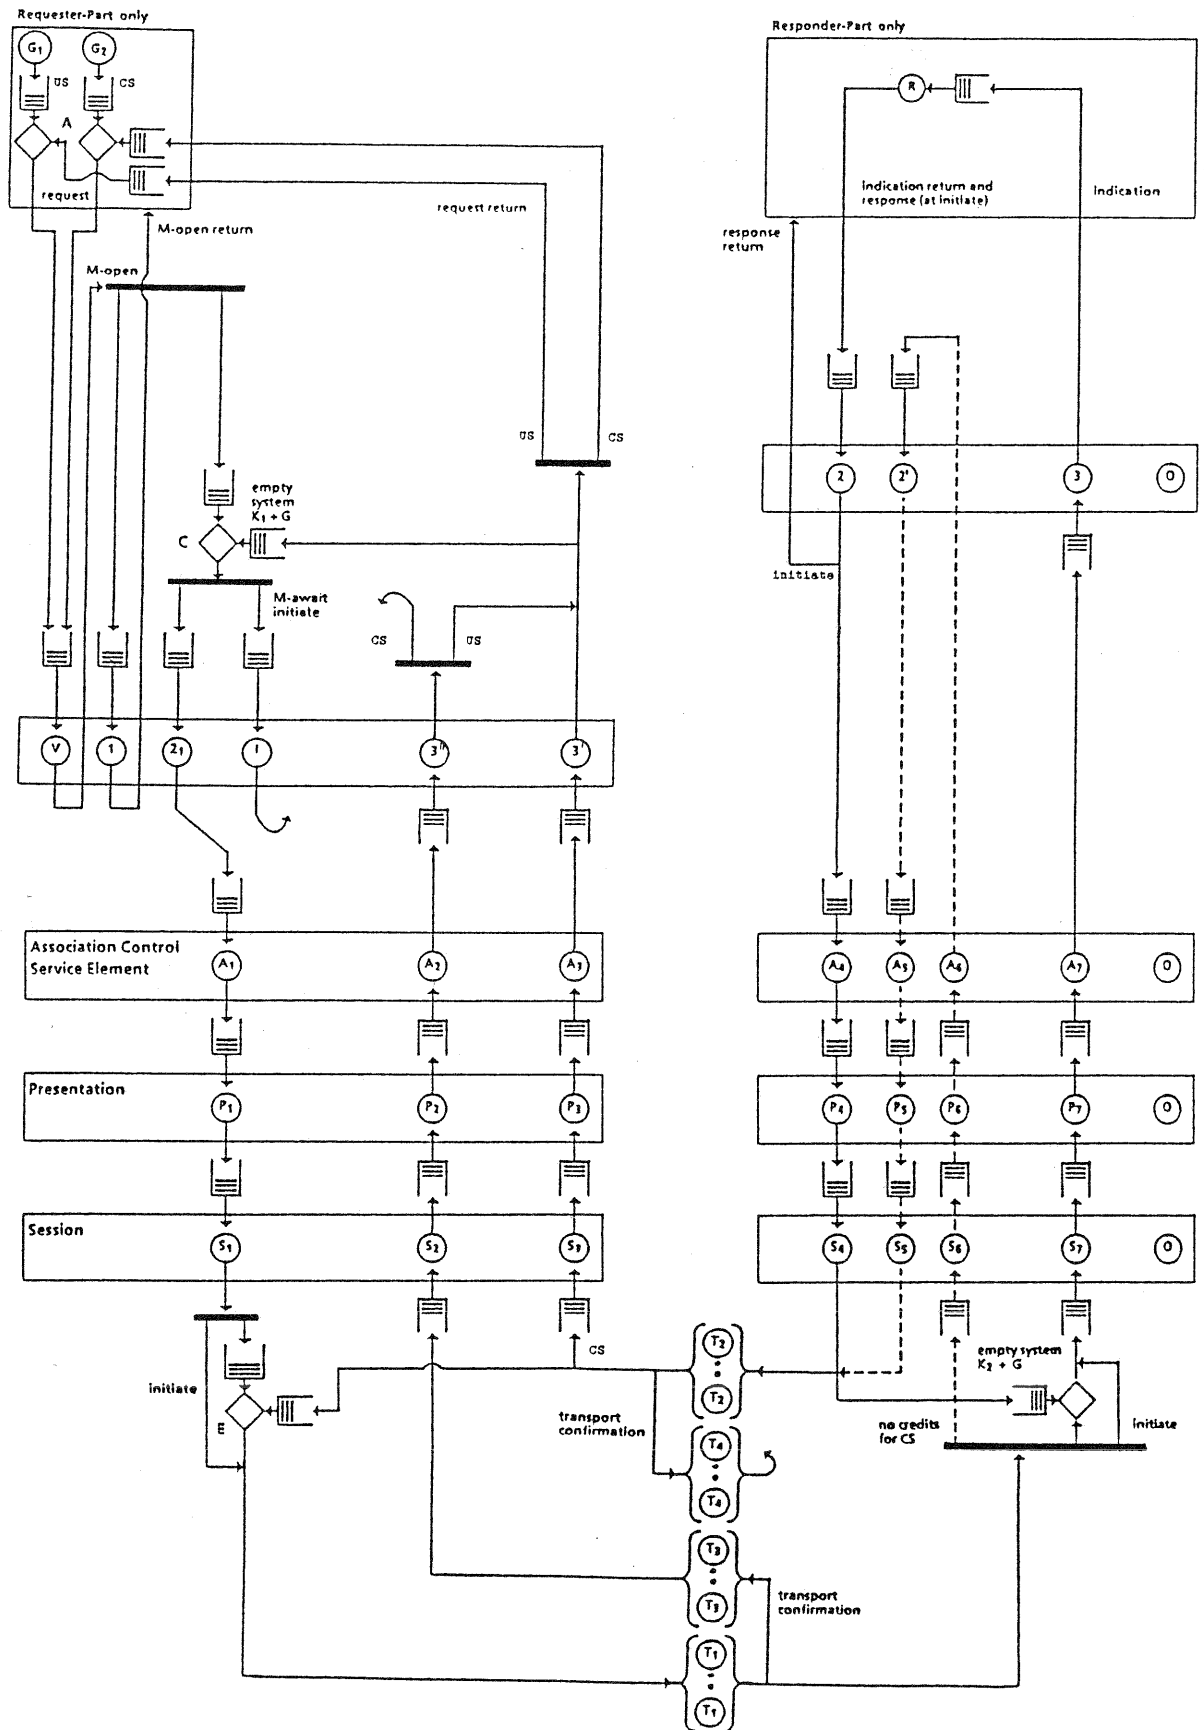 Requester-Part only
G1
G2
US
CS
A
request
request return
M-open return
M-open
Responder-Part only
R
Indication return and
response (at initiate)
Indication
response
return
US
CS
empty
system
K1 + G
C
M-await
initiate
CS
US
2
2'
3
O
initiate
V
1
21
I
3''
3'
Association Control
Service Element
A1
A2
A3
A4
A5
A6
A7
O
Presentation
P1
P2
P3
P4
P5
P6
P7
O
Session
S1
S2
S3
S4
S5
S6
S7
O
CS
T2
T2
empty system
K2 + G
initiate
E
transport
confirmation
no credits
for CS
initiate
T4
T4
T3
T3
transport
confirmation
T1
T1